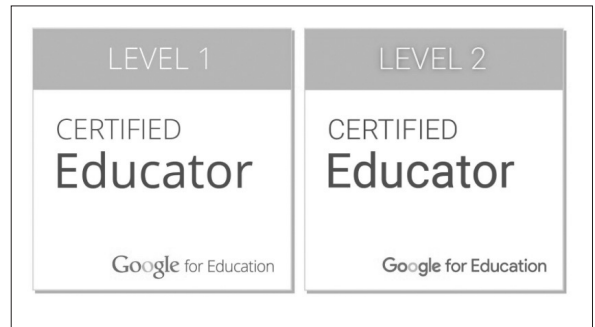 LEVEL 1
CERTIFIED
Educator
Google for Education
LEVEL 2
CERTIFIED
Educator
Google for Education